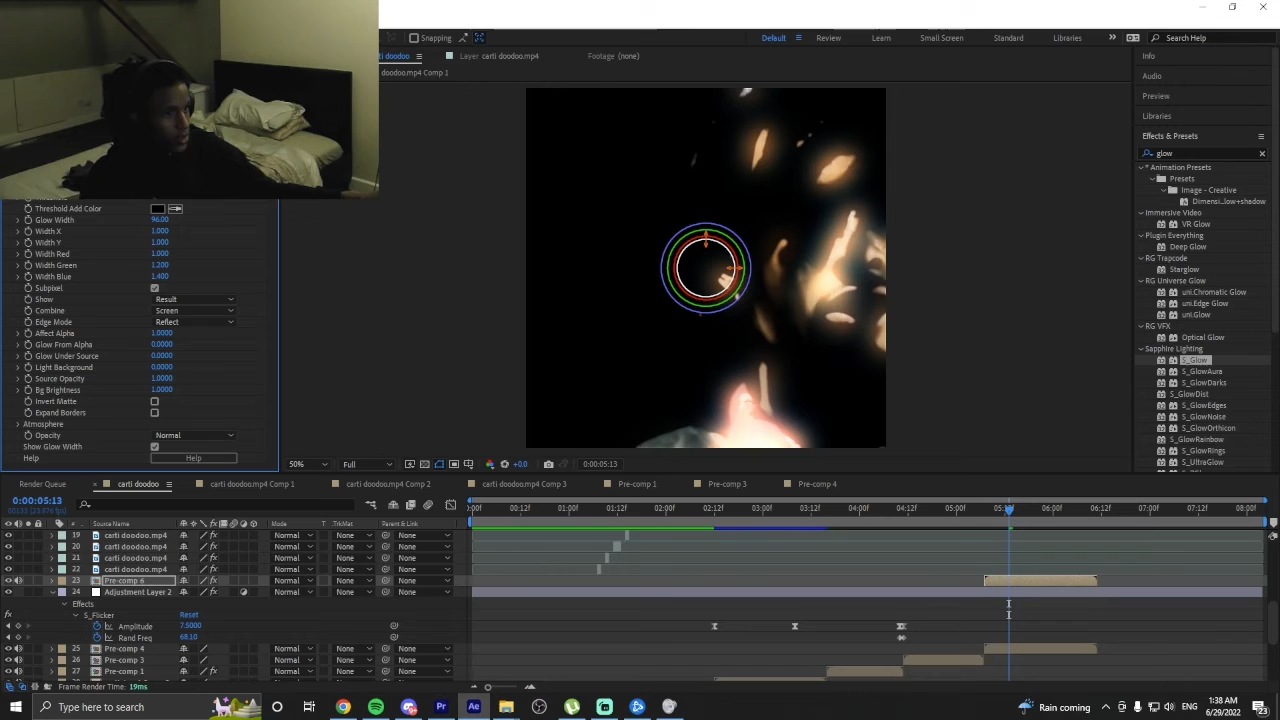 Snapping
Default
Review
Learn
Small Screen
Standard
Libraries
Search Help
carti doodoo
Layer carti doodoo.mp4
Footage (none)
doodoo.mp4 Comp 1
Info
Audio
Preview
Libraries
Effects & Presets
glow
* Animation Presets
Presets
Image - Creative
Dimensi...low+shadow
Immersive Video
VR Glow
Plugin Everything
Deep Glow
RG Trapcode
Starglow
RG Universe Glow
uni.Chromatic Glow
uni.Edge Glow
uni.Glow
RG VFX
Optical Glow
Sapphire Lighting
S_Glow
S_GlowAura
S_GlowDarks
S_GlowDist
S_GlowEdges
S_GlowNoise
S_GlowOrthicon
S_GlowRainbow
S_GlowRings
S_UltraGlow
Threshold Add Color
Glow Width 96.00
Width X 1.000
Width Y 1.000
Width Red 1.000
Width Green 1.200
Width Blue 1.400
Subpixel
Show Result
Combine Screen
Edge Mode Reflect
Affect Alpha 1.0000
Glow From Alpha 0.0000
Glow Under Source 0.0000
Light Background 0.0000
Source Opacity 1.0000
Bg Brightness 1.0000
Invert Matte
Expand Borders
Atmosphere
Opacity Normal
Show Glow Width
Help Help
50% Full +0.0 0:00:05:13
Render Queue carti doodoo carti doodoo.mp4 Comp 1 carti doodoo.mp4 Comp 2 carti doodoo.mp4 Comp 3 Pre-comp 1 Pre-comp 3 Pre-comp 4
0:00:05:13
:00f 00:12f 01:00f 01:12f 02:00f 02:12f 03:00f 03:12f 04:00f 04:12f 05:00f 06:00f 06:12f 07:00f 07:12f 08:00f
# Source Name Mode T .TrkMat Parent & Link
19 carti doodoo.mp4 Normal None None
20 carti doodoo.mp4 Normal None None
21 carti doodoo.mp4 Normal None None
22 carti doodoo.mp4 Normal None None
23 Pre-comp 6 Normal None None
24 Adjustment Layer 2 Normal None None
Effects
S_Flicker Reset
Amplitude 7.5000
Rand Freq 68.10
25 Pre-comp 4 Normal None None
26 Pre-comp 3 Normal None None
27 Pre-comp 1 Normal None None
Frame Render Time: 19ms
Type here to search
Rain coming
1:38 AM
6/29/2022